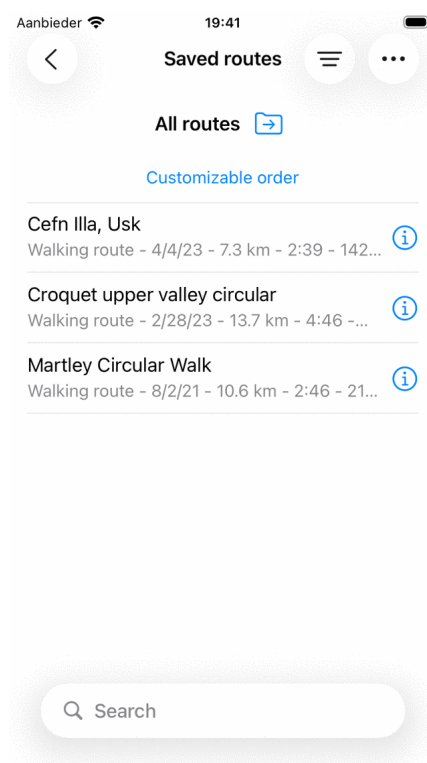 Aanbieder 19:41
Saved routes
All routes
Customizable order
Cefn Illa, Usk
Walking route - 4/4/23 - 7.3 km - 2:39 - 142...
Croquet upper valley circular
Walking route - 2/28/23 - 13.7 km - 4:46 -...
Martley Circular Walk
Walking route - 8/2/21 - 10.6 km - 2:46 - 21...
Search